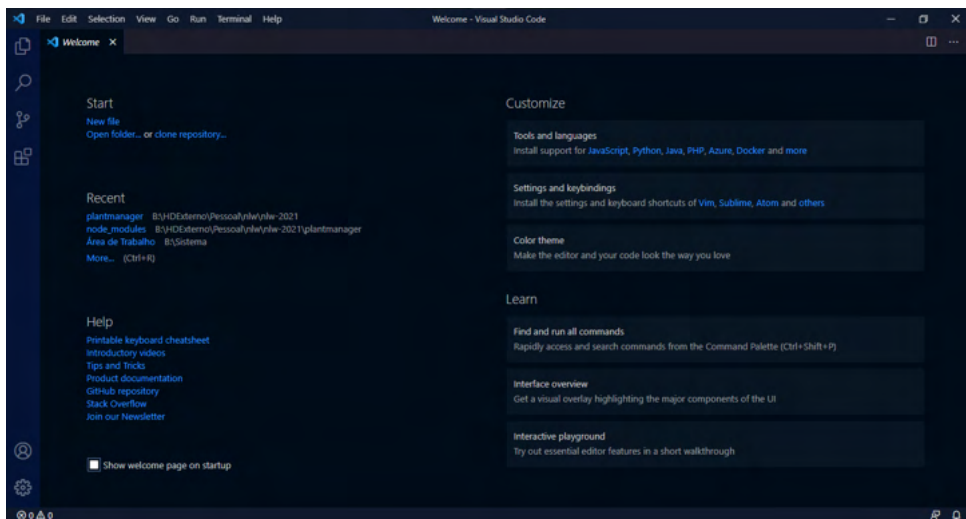 File Edit Selection View Go Run Terminal Help
Welcome - Visual Studio Code
Welcome
Start
New file
Open folder... or clone repository...
Recent
plantmanager B:\HDExterno\Pessoal\nlw\nlw-2021
node_modules B:\HDExterno\Pessoal\nlw\nlw-2021\plantmanager
Área de Trabalho B:\Sistema
More... (Ctrl+R)
Help
Printable keyboard cheatsheet
Introductory videos
Tips and Tricks
Product documentation
GitHub repository
Stack Overflow
Join our Newsletter
Show welcome page on startup
Customize
Tools and languages
Install support for JavaScript, Python, Java, PHP, Azure, Docker and more
Settings and keybindings
Install the settings and keyboard shortcuts of Vim, Sublime, Atom and others
Color theme
Make the editor and your code look the way you love
Learn
Find and run all commands
Rapidly access and search commands from the Command Palette (Ctrl+Shift+P)
Interface overview
Get a visual overlay highlighting the major components of the UI
Interactive playground
Try out essential editor features in a short walkthrough
0 0